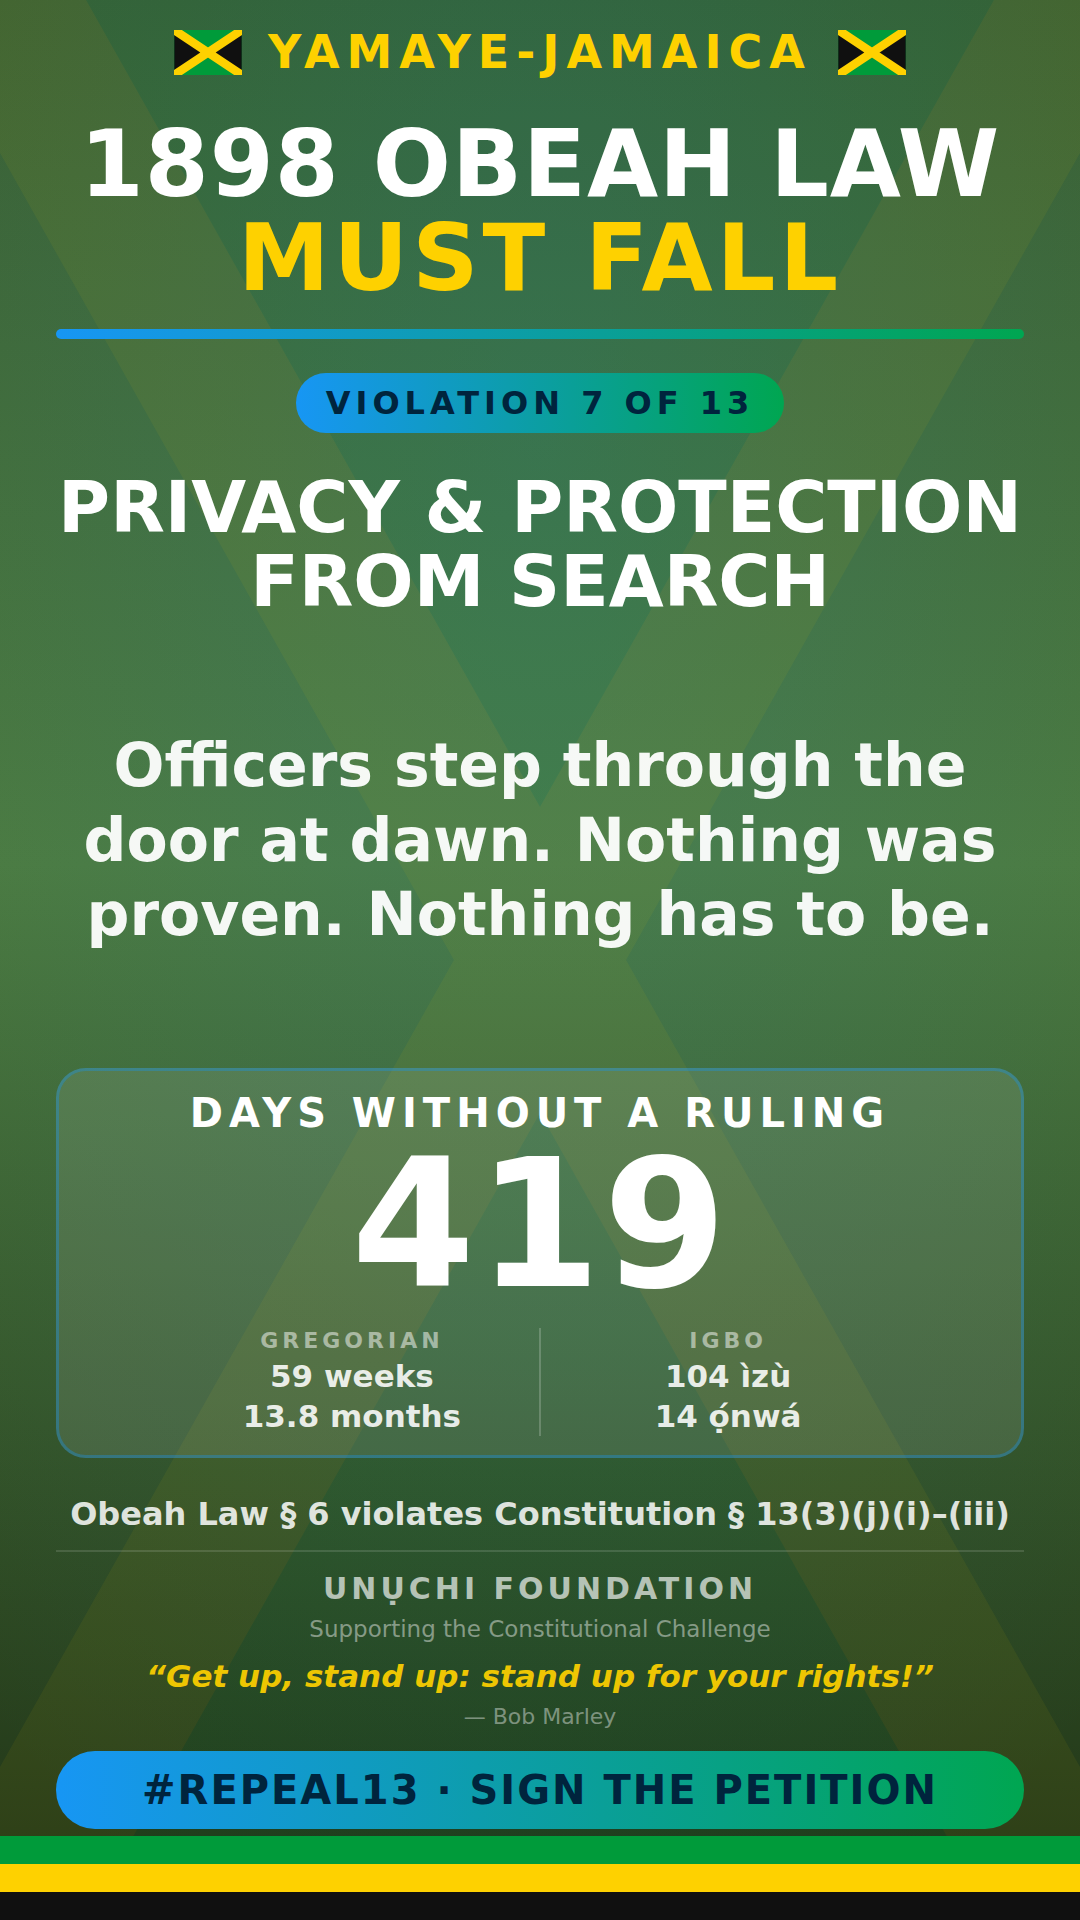 YAMAYE-JAMAICA
1898 OBEAH LAW
MUST FALL
VIOLATION 7 OF 13
PRIVACY & PROTECTION
FROM SEARCH
Officers step through the
door at dawn. Nothing was
proven. Nothing has to be.
DAYS WITHOUT A RULING
419
GREGORIAN
59 weeks
13.8 months
IGBO
104 ìzù
14 ọ́nwá
Obeah Law § 6 violates Constitution § 13(3)(j)(i)–(iii)
UNỤCHI FOUNDATION
Supporting the Constitutional Challenge
“Get up, stand up: stand up for your rights!”
— Bob Marley
#REPEAL13 · SIGN THE PETITION